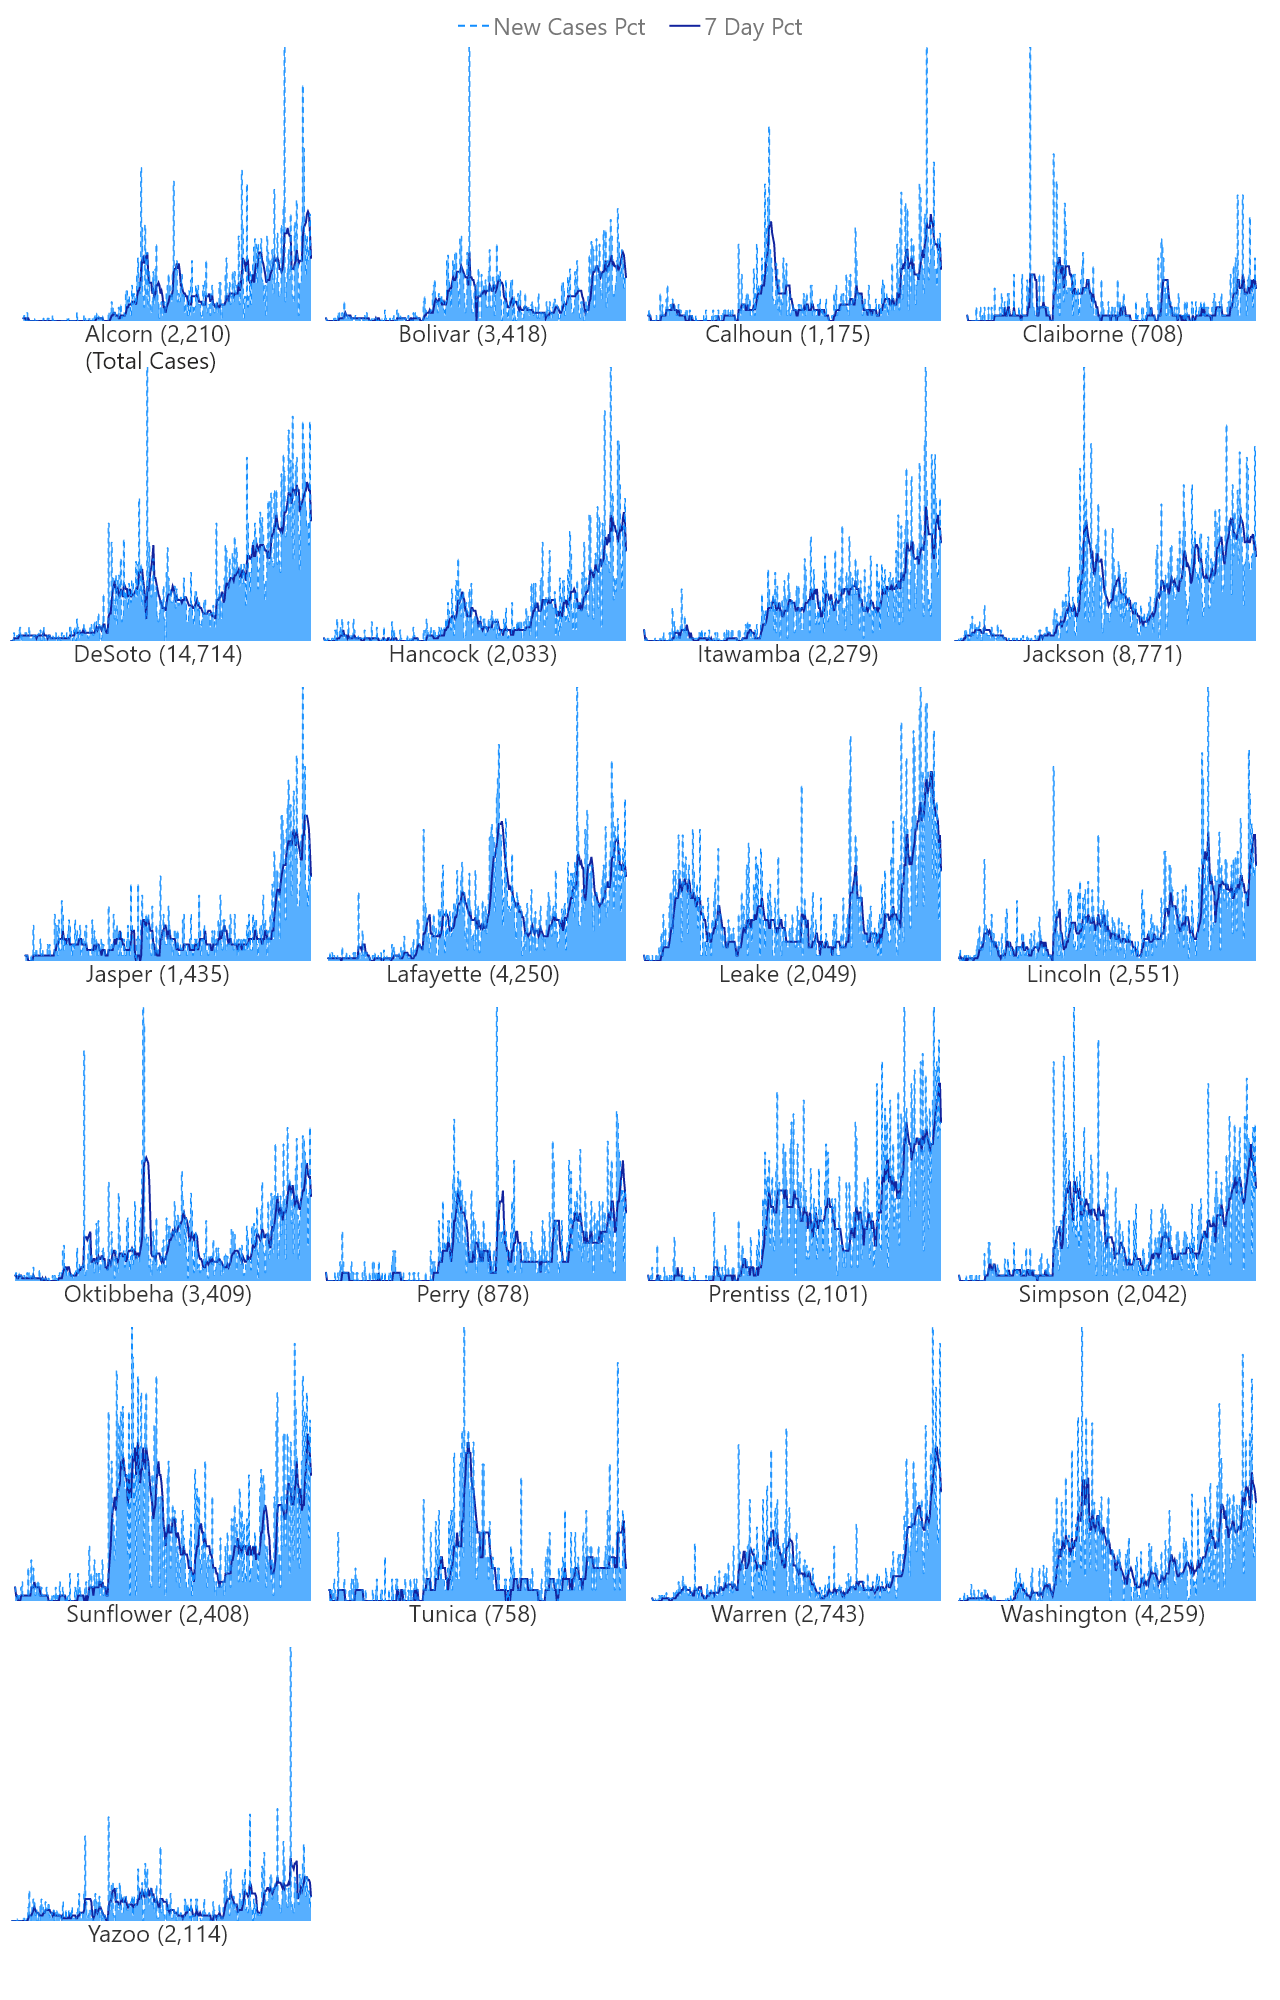 New Cases Pct 7 Day Pct
Alcorn (2,210) Bolivar (3,418) Calhoun (1,175) Claiborne (708)
(Total Cases)
DeSoto (14,714) Hancock (2,033) Itawamba (2,279) Jackson (8,771)
Jasper (1,435) Lafayette (4,250) Leake (2,049) Lincoln (2,551)
Oktibbeha (3,409) Perry (878) Prentiss (2,101) Simpson (2,042)
Sunflower (2,408) Tunica (758) Warren (2,743) Washington (4,259)
Yazoo (2,114)